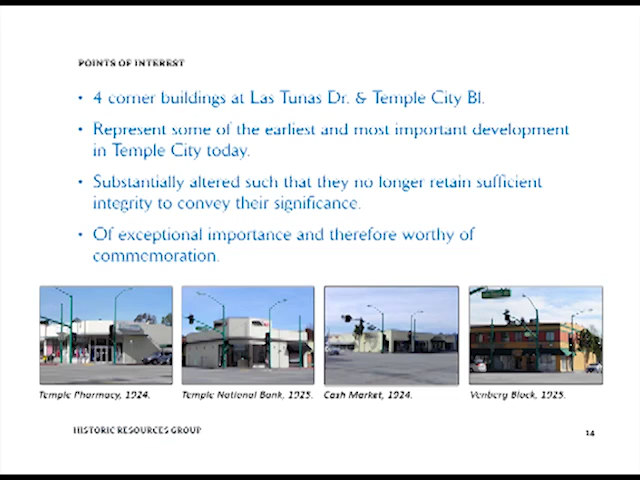 POINTS OF INTEREST
• 4 corner buildings at Las Tunas Dr. & Temple City Bl.
• Represent some of the earliest and most important development
in Temple City today.
• Substantially altered such that they no longer retain sufficient
integrity to convey their significance.
• Of exceptional importance and therefore worthy of
commemoration.
Temple Pharmacy, 1924.
Temple National Bank, 1925.
Cash Market, 1924.
Venberg Block, 1925.
HISTORIC RESOURCES GROUP
14